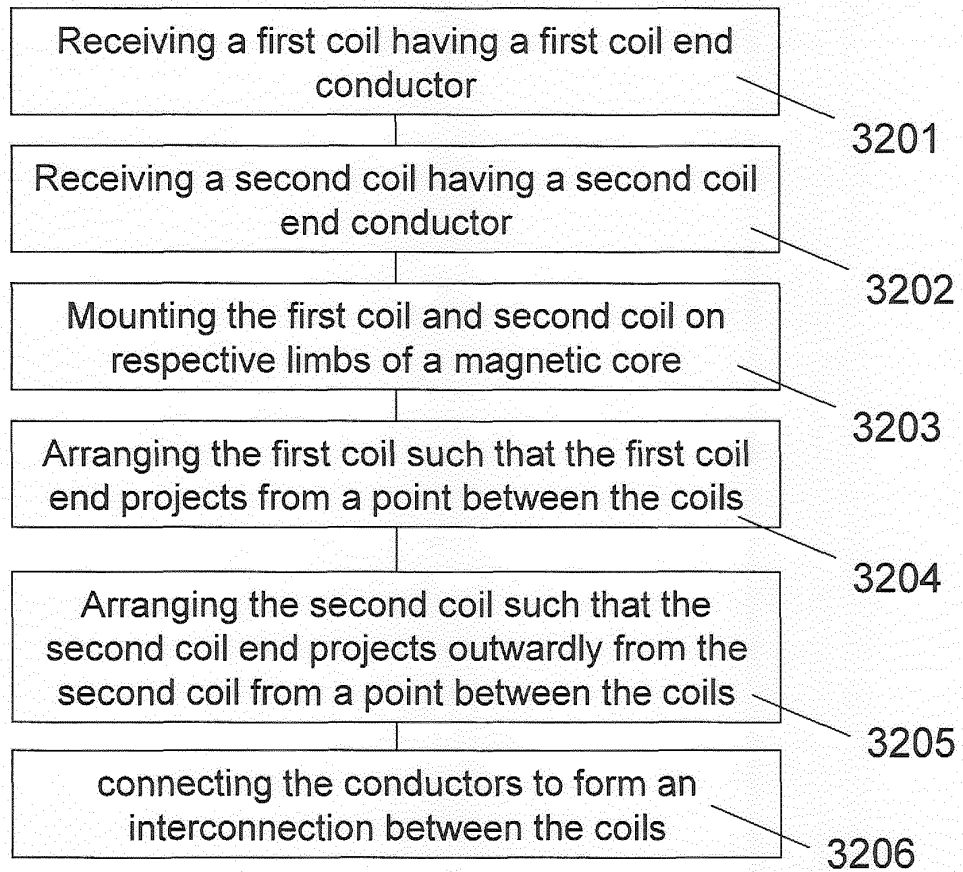 Receiving a first coil having a first coil end
conductor
3201
Receiving a second coil having a second coil
end conductor
3202
Mounting the first coil and second coil on
respective limbs of a magnetic core
3203
Arranging the first coil such that the first coil
end projects from a point between the coils
3204
Arranging the second coil such that the
second coil end projects outwardly from the
second coil from a point between the coils
3205
connecting the conductors to form an
interconnection between the coils
3206